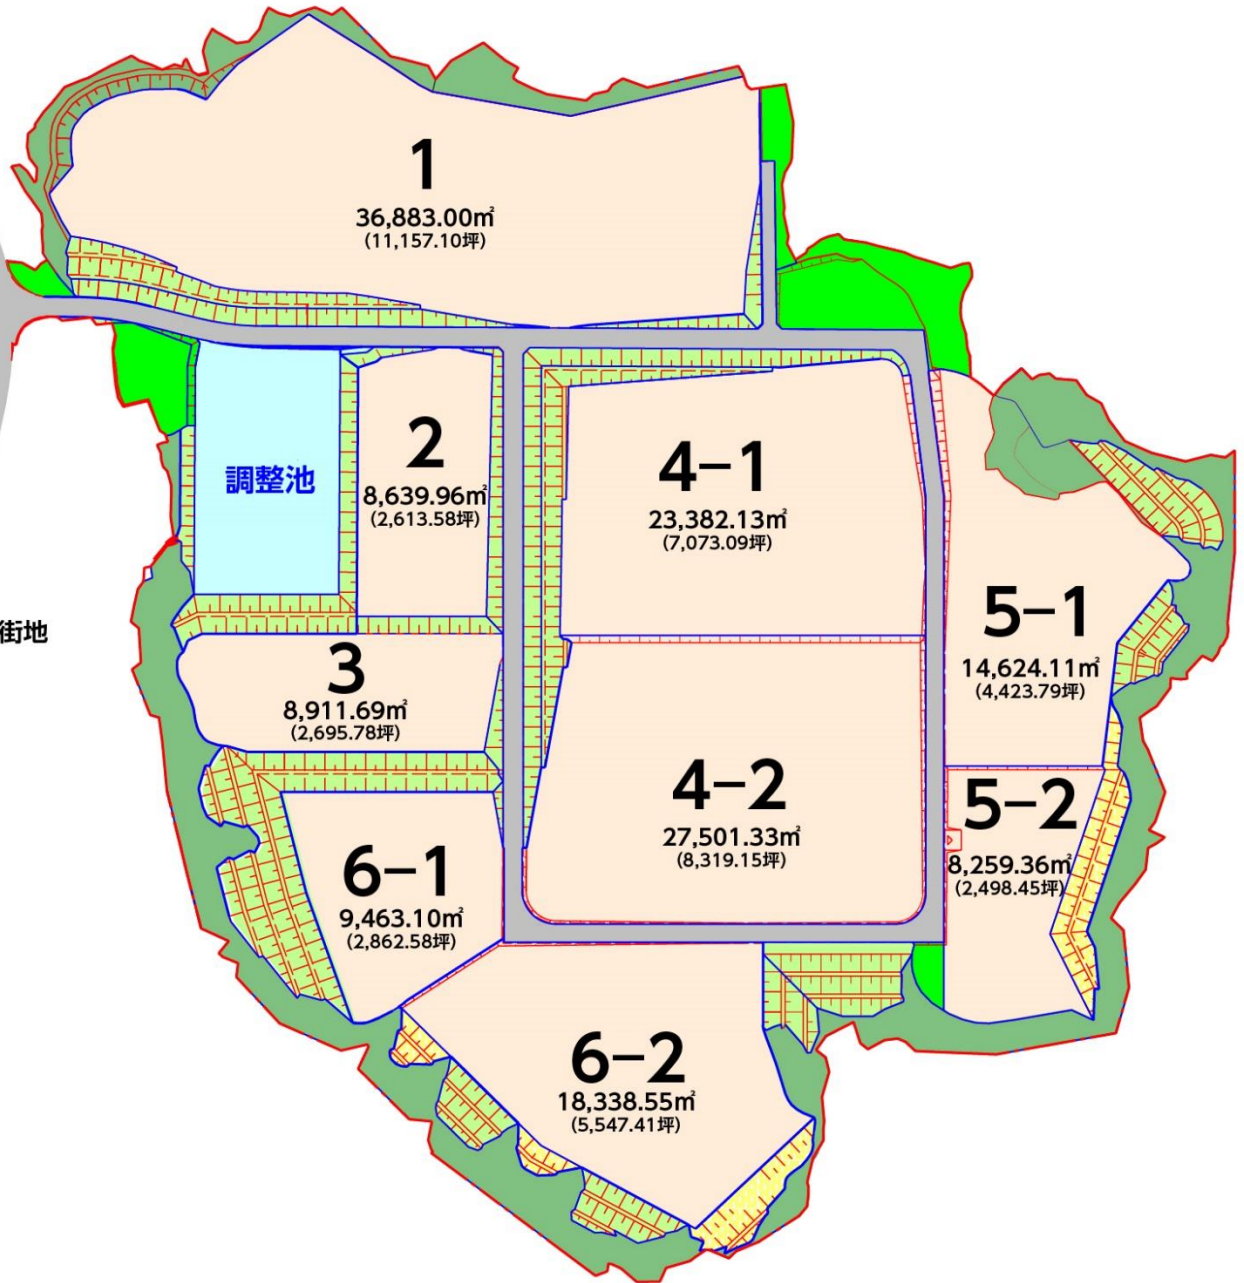 1
36,883.00㎡
(11,157.10坪)
調整池
2
8,639.96㎡
(2,613.58坪)
4-1
23,382.13㎡
(7,073.09坪)
街地
3
8,911.69㎡
(2,695.78坪)
5-1
14,624.11㎡
(4,423.79坪)
4-2
27,501.33㎡
(8,319.15坪)
5-2
8,259.36㎡
(2,498.45坪)
6-1
9,463.10㎡
(2,862.58坪)
6-2
18,338.55㎡
(5,547.41坪)